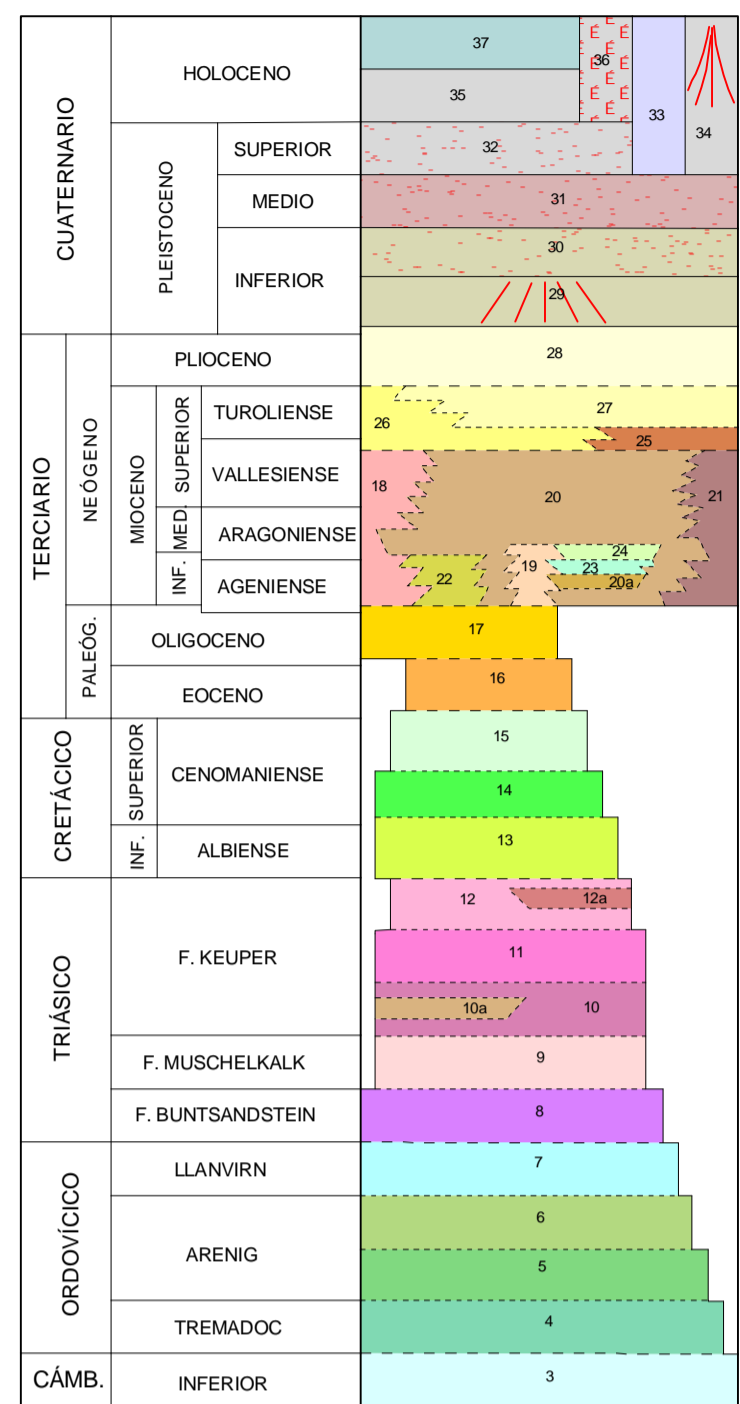 CUATERNARIO
HOLOCENO
37
36
35
33
34
PLEISTOCENO
SUPERIOR
32
MEDIO
31
INFERIOR
30
29
TERCIARIO
NEÓGENO
PLIOCENO
28
MIOCENO
SUPERIOR
TUROLIENSE
26
27
25
VALLESIENSE
18
20
21
MED.
ARAGONIENSE
24
INF.
AGENIENSE
22
19
23
20a
PALEÓG.
OLIGOCENO
17
EOCENO
16
CRETÁCICO
SUPERIOR
CENOMANIENSE
15
14
INF.
ALBIENSE
13
TRIÁSICO
F. KEUPER
12
12a
11
10a
10
F. MUSCHELKALK
9
F. BUNTSANDSTEIN
8
ORDOVÍCICO
LLANVIRN
7
ARENIG
6
5
TREMADOC
4
CÁMB.
INFERIOR
3